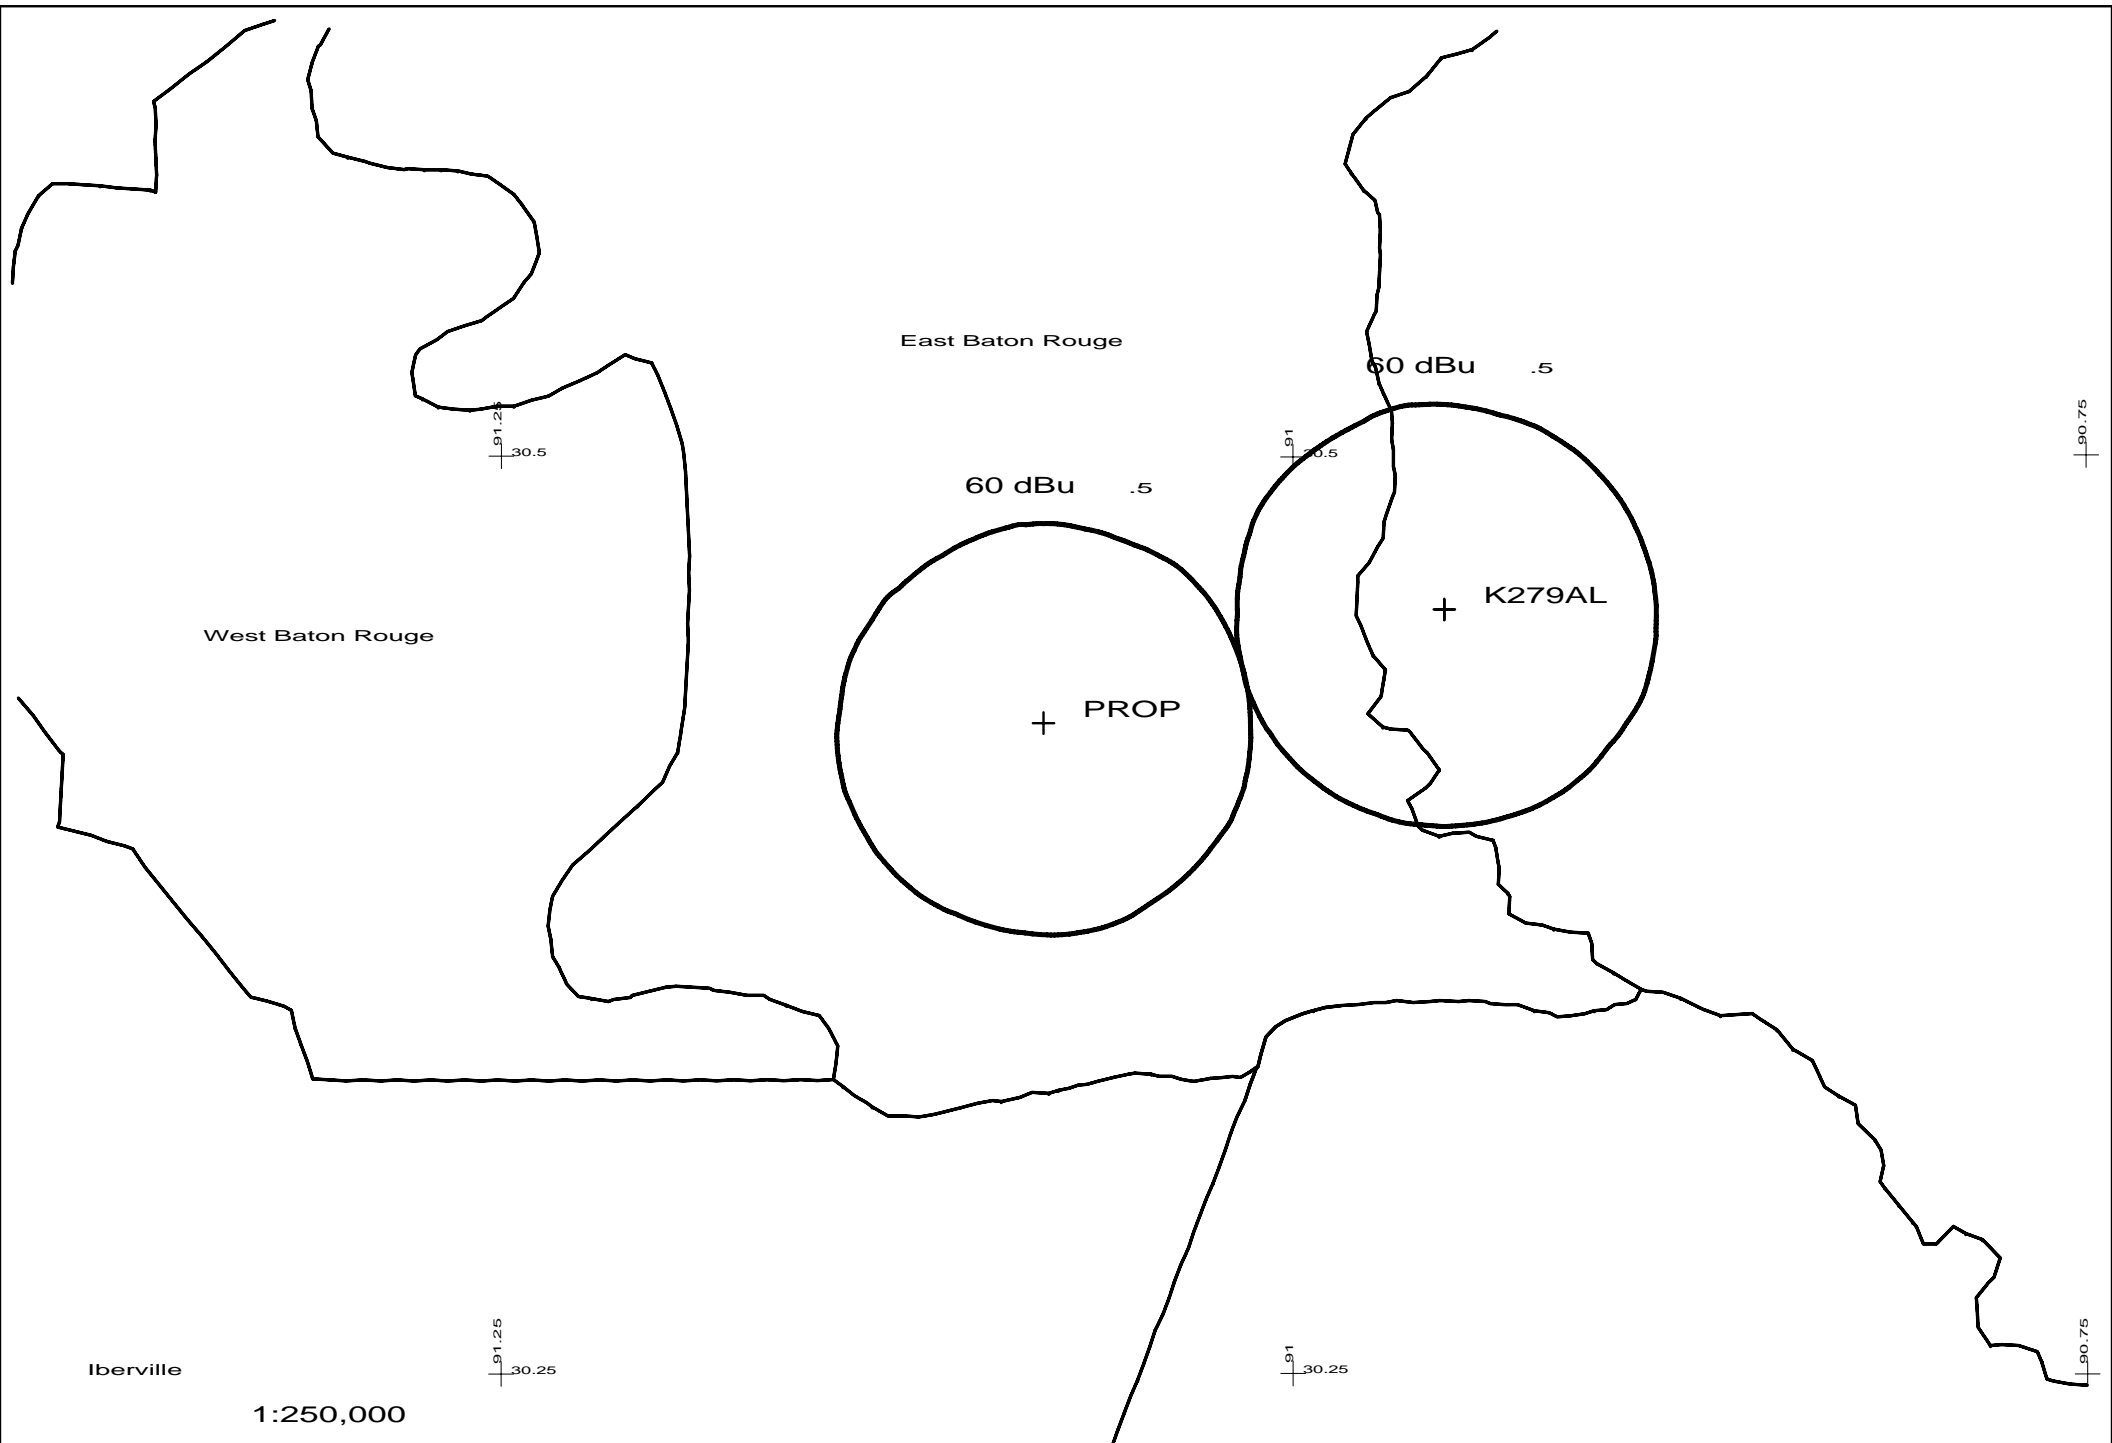 East Baton Rouge
60 dBu .5
91.25
30.5
91
30.5
90.75
60 dBu .5
K279AL
West Baton Rouge
PROP
91.25
30.25
91
30.25
90.75
Iberville
1:250,000